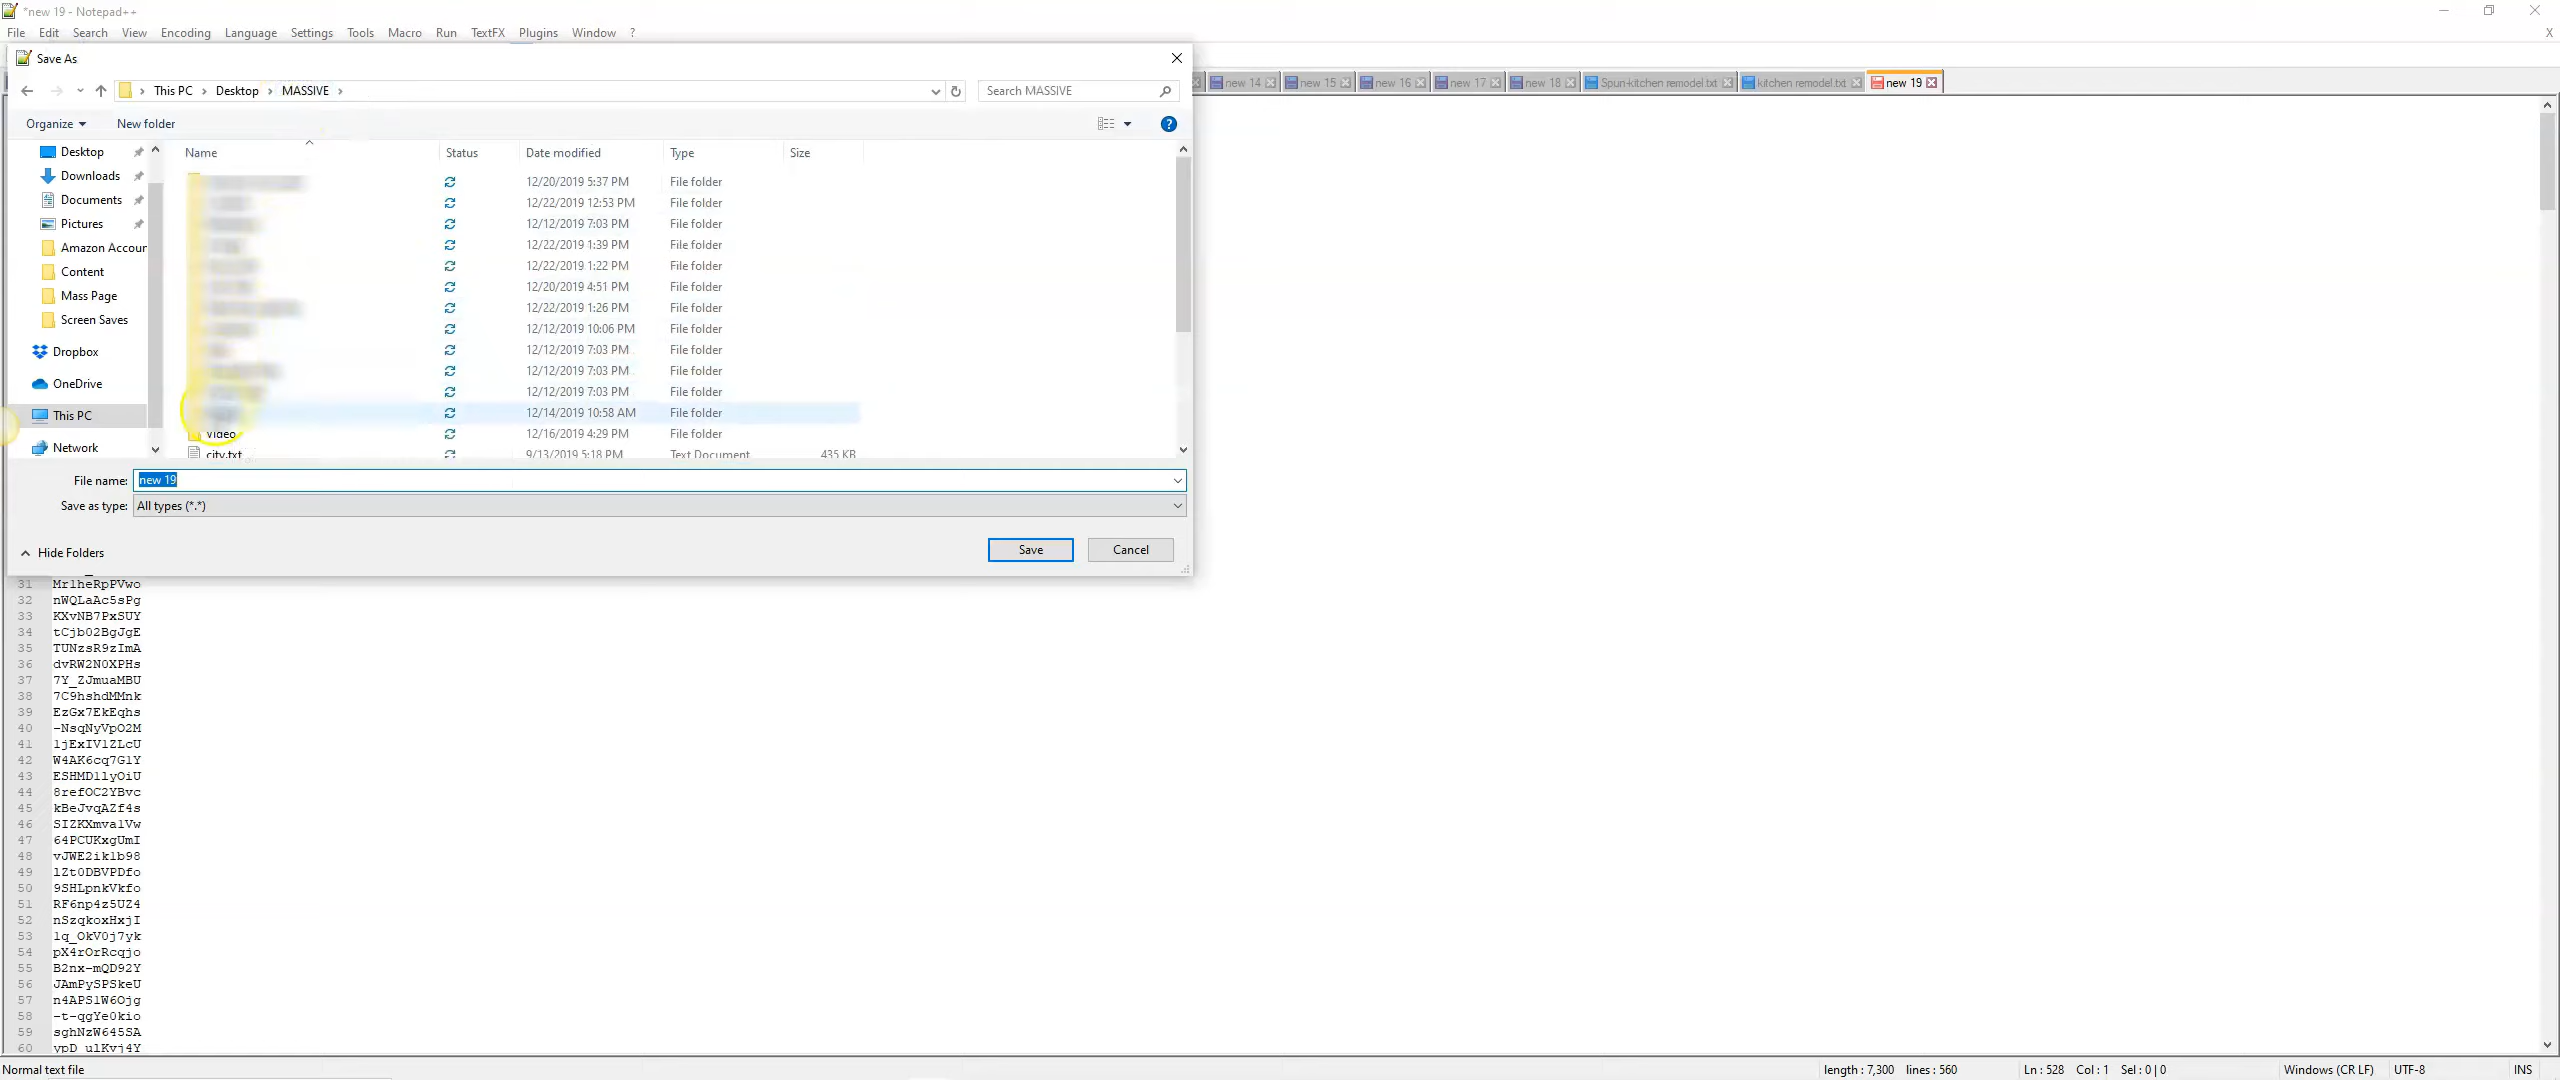 *new 19 - Notepad++
File Edit Search View Encoding Language Settings Tools Macro Run TextFX Plugins Window ? X
Save As
new 14 new 15 new 16 new 17 new 18 Spun-kitchen remodel.txt kitchen remodel.txt new 19
This PC Desktop MASSIVE Search MASSIVE
Organize New folder
Name Status Date modified Type Size
Desktop
Downloads
Documents
Pictures
Amazon Accour
Content
Mass Page
Screen Saves
Dropbox
OneDrive
This PC
Network
12/20/2019 5:37 PM File folder
12/22/2019 12:53 PM File folder
12/12/2019 7:03 PM File folder
12/22/2019 1:39 PM File folder
12/22/2019 1:22 PM File folder
12/20/2019 4:51 PM File folder
12/22/2019 1:26 PM File folder
12/12/2019 10:06 PM File folder
12/12/2019 7:03 PM File folder
12/12/2019 7:03 PM File folder
12/12/2019 7:03 PM File folder
12/14/2019 10:58 AM File folder
Video 12/16/2019 4:29 PM File folder
city.txt 9/13/2019 5:18 PM Text Document 435 KB
File name: new 19
Save as type: All types (*.*)
Hide Folders Save Cancel
31 Mr1heRpPVwo
32 nWQLaAc5sPg
33 KXvNB7PxSUY
34 tCjb02BgJgE
35 TUNzsR9zImA
36 dvRW2N0XPHs
37 7Y_ZJmuaMBU
38 7C9hshdMMnk
39 EzGx7EkEqhs
40 -NsqNyVpO2M
41 1jExIV1ZLcU
42 W4AK6cq7G1Y
43 ESHMD1lyOiU
44 8refOC2YBvc
45 kBeJvqAZf4s
46 SIZKXmva1Vw
47 64PCUKxgUmI
48 vJWE2ik1b98
49 1Zt0DBVPDfo
50 9SHLpnkVkfo
51 RF6np4z5UZ4
52 nSzqkoxHxjI
53 1q_OkV0j7yk
54 pX4rOrRcqjo
55 B2nx-mQD92Y
56 JAmPySPSkeU
57 n4APS1W6Ojg
58 -t-qgYe0kio
59 sghNzW645SA
60 ypD_ulKvj4Y
Normal text file length : 7,300 lines : 560 Ln : 528 Col : 1 Sel : 0 | 0 Windows (CR LF) UTF-8 INS